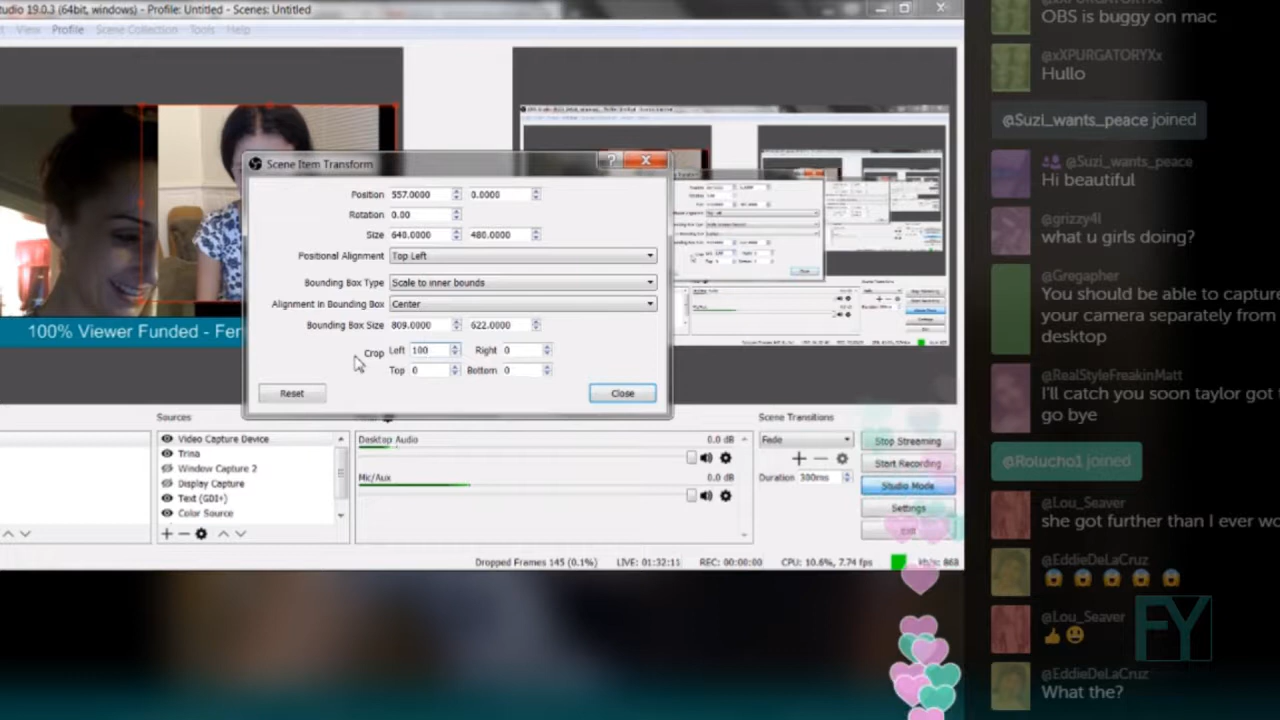 tudio 19.0.3 (64bit, windows) - Profile: Untitled - Scenes: Untitled
View Profile Scene Collection Tools Help
Scene Item Transform
Position 557.0000 0.0000
Rotation 0.00
Size 640.0000 480.0000
Positional Alignment Top Left
Bounding Box Type Scale to inner bounds
Alignment in Bounding Box Center
Bounding Box Size 809.0000 622.0000
Crop Left 100 Right 0
Top 0 Bottom 0
Reset Close
100% Viewer Funded - Fer
Sources
Video Capture Device
Trina
Window Capture 2
Display Capture
Text (GDI+)
Color Source
Desktop Audio 0.0 dB
Mic/Aux 0.0 dB
Scene Transitions
Fade
Duration 300ms
Stop Streaming
Start Recording
Studio Mode
Settings
Exit
Dropped Frames 145 (0.1%) LIVE: 01:32:11 REC: 00:00:00 CPU: 10.6%, 7.74 fps kb/s: 868
OBS is buggy on mac
@xXPURGATORYXx
Hullo
@Suzi_wants_peace joined
@Suzi_wants_peace
Hi beautiful
@grizzy4l
what u girls doing?
@Gregapher
You should be able to capture
your camera separately from
desktop
@RealStyleFreakinMatt
I'll catch you soon taylor got t
go bye
@Rolucho1 joined
@Lou_Seaver
she got further than I ever wo
@EddieDeLaCruz
😱 😱 😱 😱 😱
@Lou_Seaver
👍 😃
@EddieDeLaCruz
What the?
FY